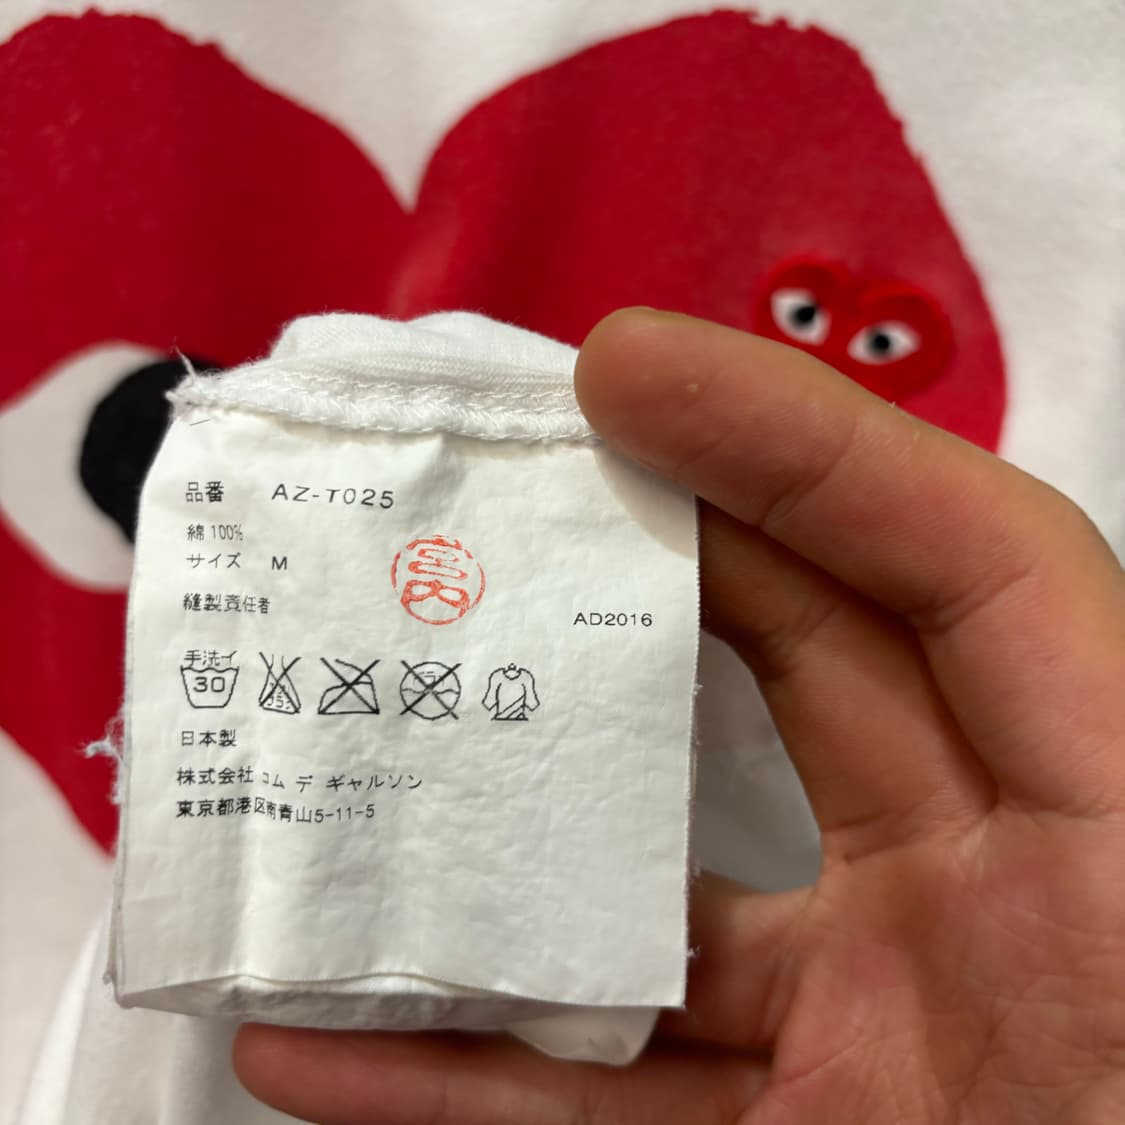 品番 AZ-T025
綿 100%
サイズ M
宮内
縫製責任者
AD2016
手洗イ
30
日本製
株式会社 コム デ ギャルソン
東京都港区南青山5-11-5